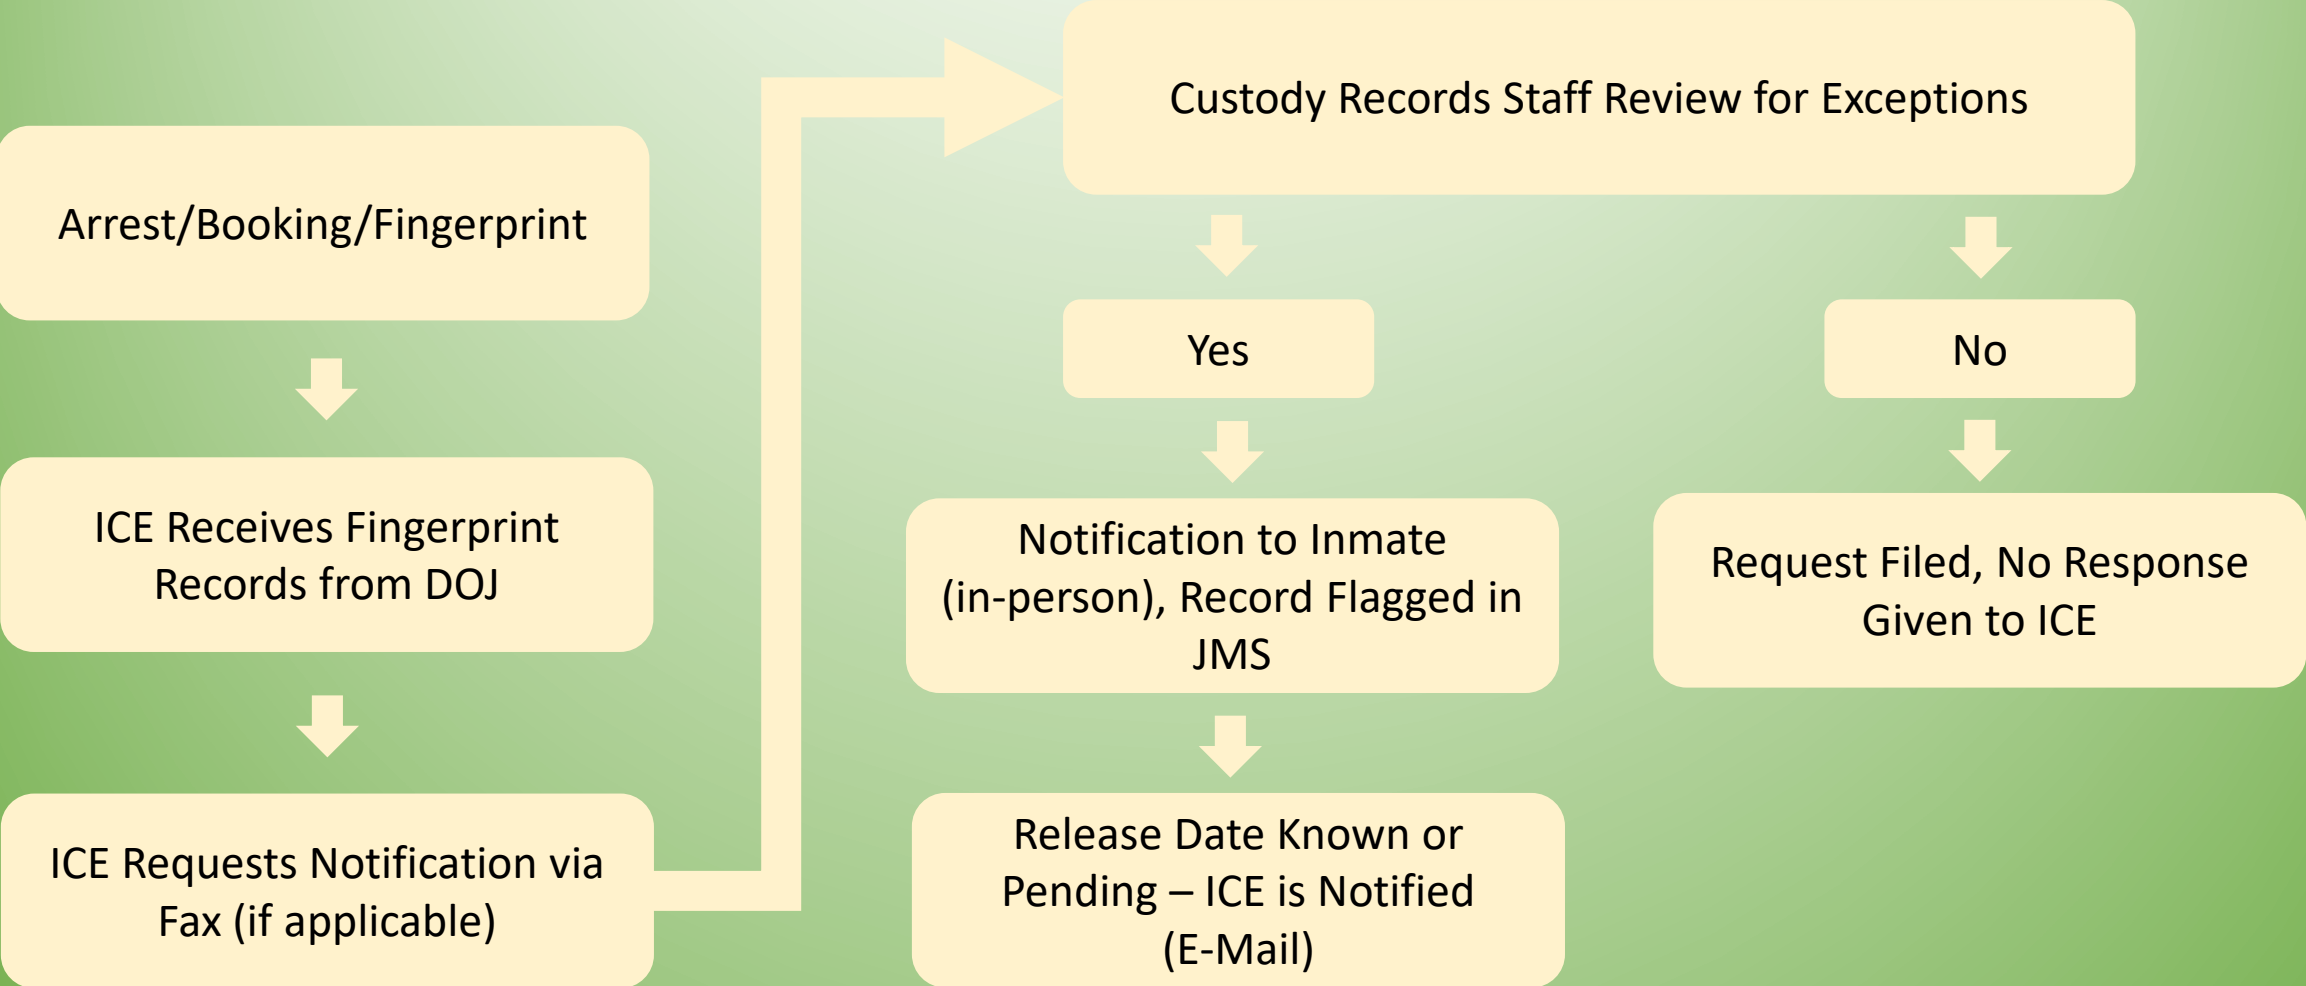 Arrest/Booking/Fingerprint
ICE Receives Fingerprint
Records from DOJ
ICE Requests Notification via
Fax (if applicable)
Custody Records Staff Review for Exceptions
Yes
Notification to Inmate
(in-person), Record Flagged in
JMS
Release Date Known or
Pending – ICE is Notified
(E-Mail)
No
Request Filed, No Response
Given to ICE